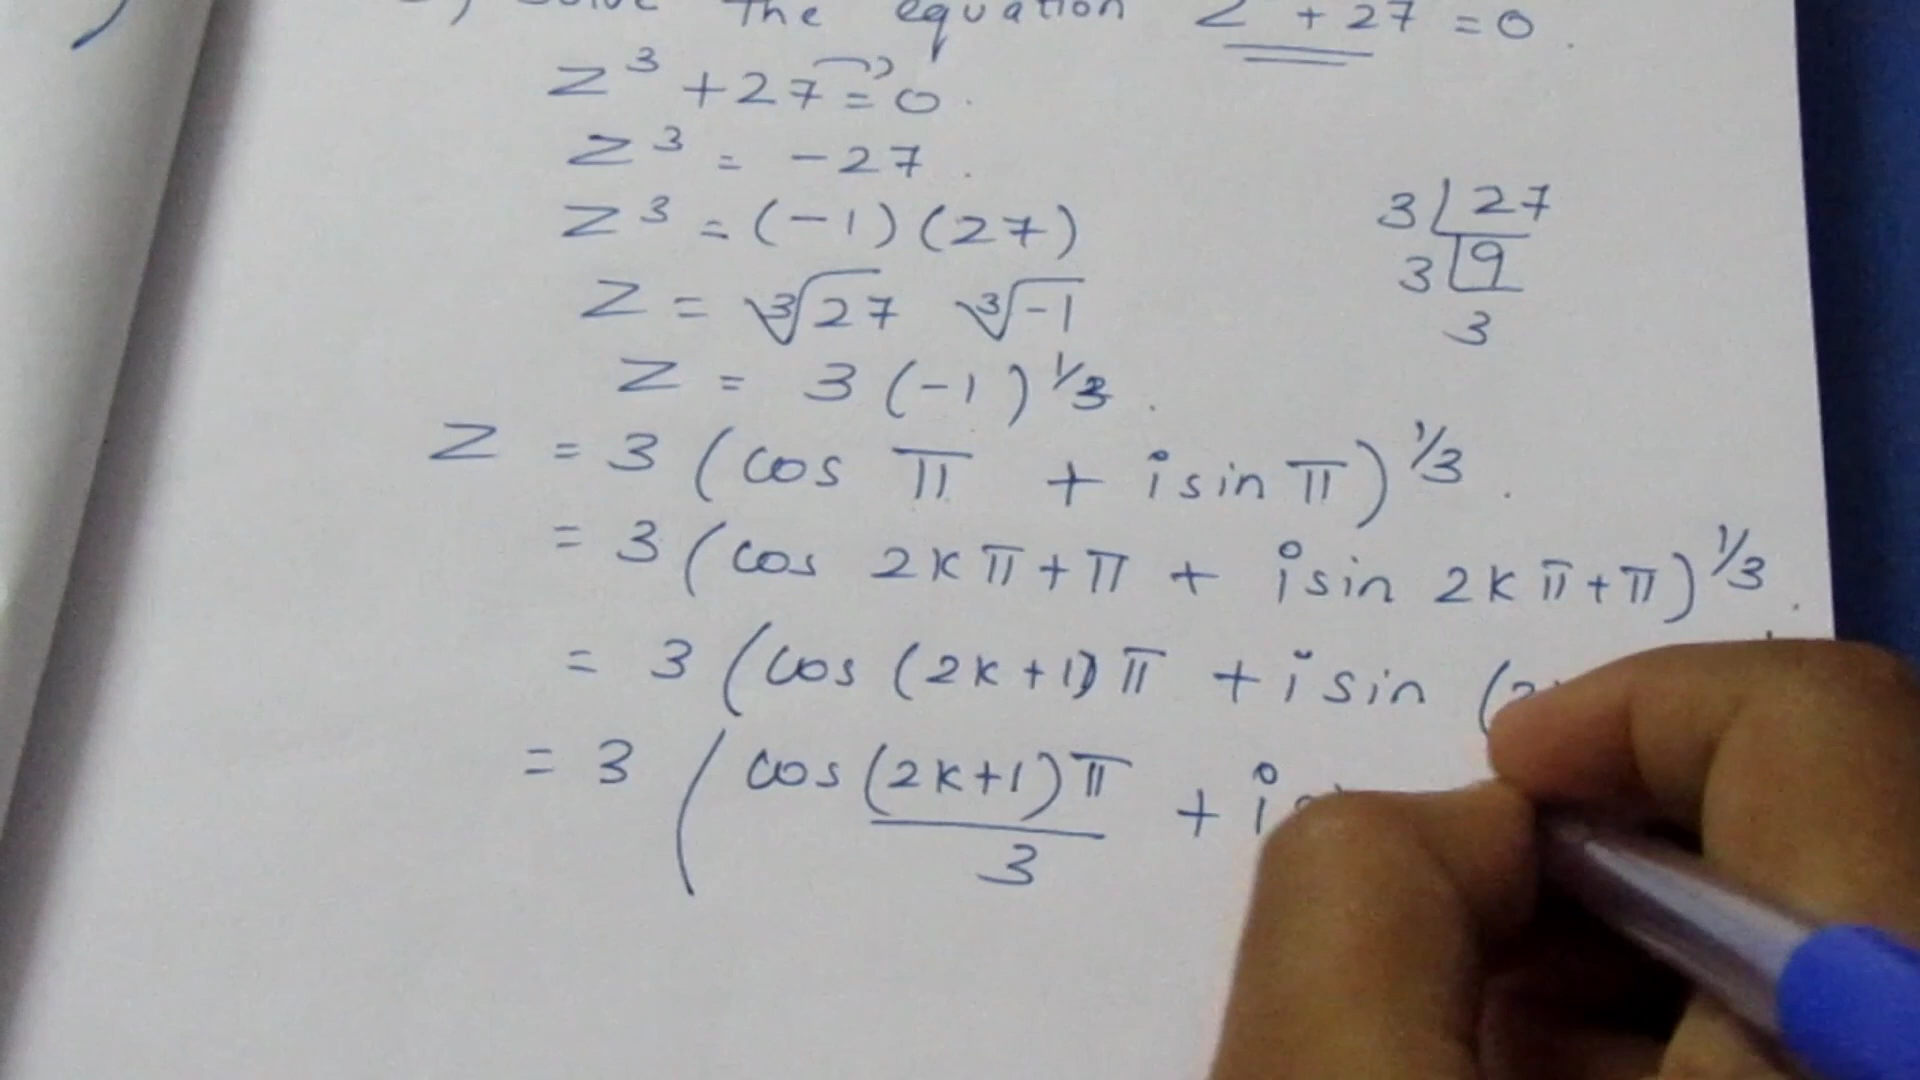 Solve the equation z + 27 = 0.
z³ + 27 = 0.
z³ = -27.
z³ = (-1)(27)
z = ∛27 ∛-1
z = 3(-1)^1/3.
z = 3(cos π + i sin π)^1/3.
= 3(cos 2kπ+π + i sin 2kπ+π)^1/3.
= 3(cos (2k+1)π + i sin (2
= 3(cos (2k+1)π/3 + i
3 | 27
3 | 9
3